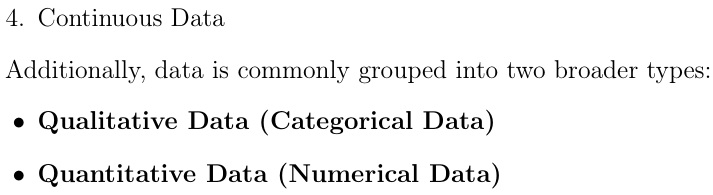 4. Continuous Data
Additionally, data is commonly grouped into two broader types:
• Qualitative Data (Categorical Data)
• Quantitative Data (Numerical Data)